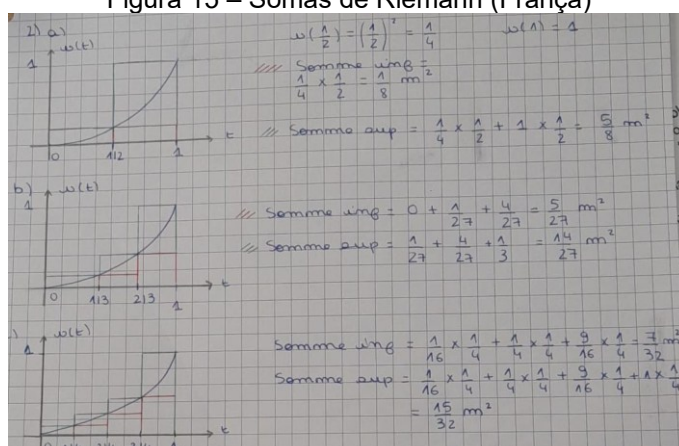 Figura 15 – Somas de Riemann (França)
2) a)
v(t)
1
0 1/2 1
t
v(1/2) = (1/2)² = 1/4 v(1) = 1
Somme inf =
1/4 x 1/2 = 1/8 m²
Somme sup = 1/4 x 1/2 + 1 x 1/2 = 5/8 m²
b)
v(t)
1
0 1/3 2/3 1
t
Somme inf = 0 + 1/27 + 4/27 = 5/27 m²
Somme sup = 1/27 + 4/27 + 1/3 = 14/27 m²
)
v(t)
1
t
Somme inf = 1/16 x 1/4 + 1/4 x 1/4 + 9/16 x 1/4 = 7/32 m²
Somme sup = 1/16 x 1/4 + 1/4 x 1/4 + 9/16 x 1/4 + 1 x 1/4
= 15/32 m²